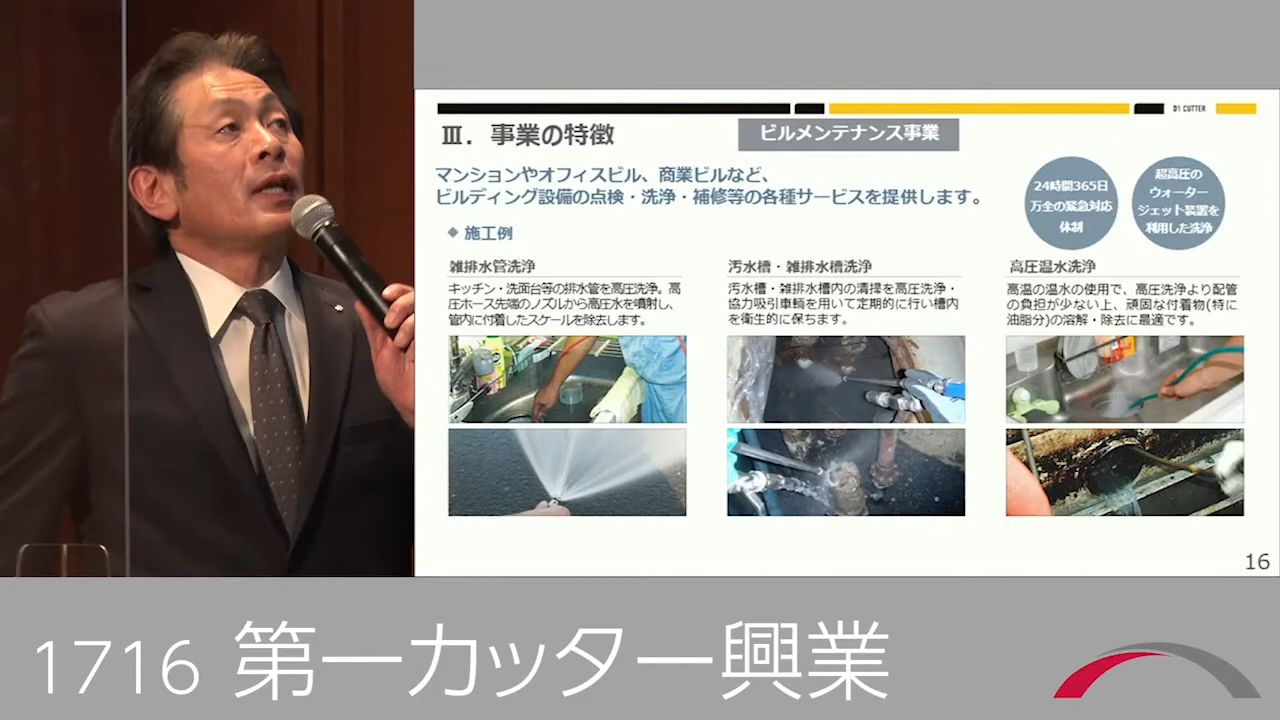 D1 CUTTER
Ⅲ．事業の特徴
ビルメンテナンス事業
マンションやオフィスビル、商業ビルなど、
ビルディング設備の点検・洗浄・補修等の各種サービスを提供します。
24時間365日
万全の緊急対応
体制
超高圧の
ウォーター
ジェット装置を
利用した洗浄
◆ 施工例
雑排水管洗浄
キッチン・洗面台等の排水管を高圧洗浄。高
圧ホース先端のノズルから高圧水を噴射し、
管内に付着したスケールを除去します。
汚水槽・雑排水槽洗浄
汚水槽・雑排水槽内の清掃を高圧洗浄・
協力吸引車輌を用いて定期的に行い槽内
を衛生的に保ちます。
高圧温水洗浄
高温の温水の使用で、高圧洗浄より配管
の負担が少ない上、頑固な付着物(特に
油脂分)の溶解・除去に最適です。
16
1716 第一カッター興業